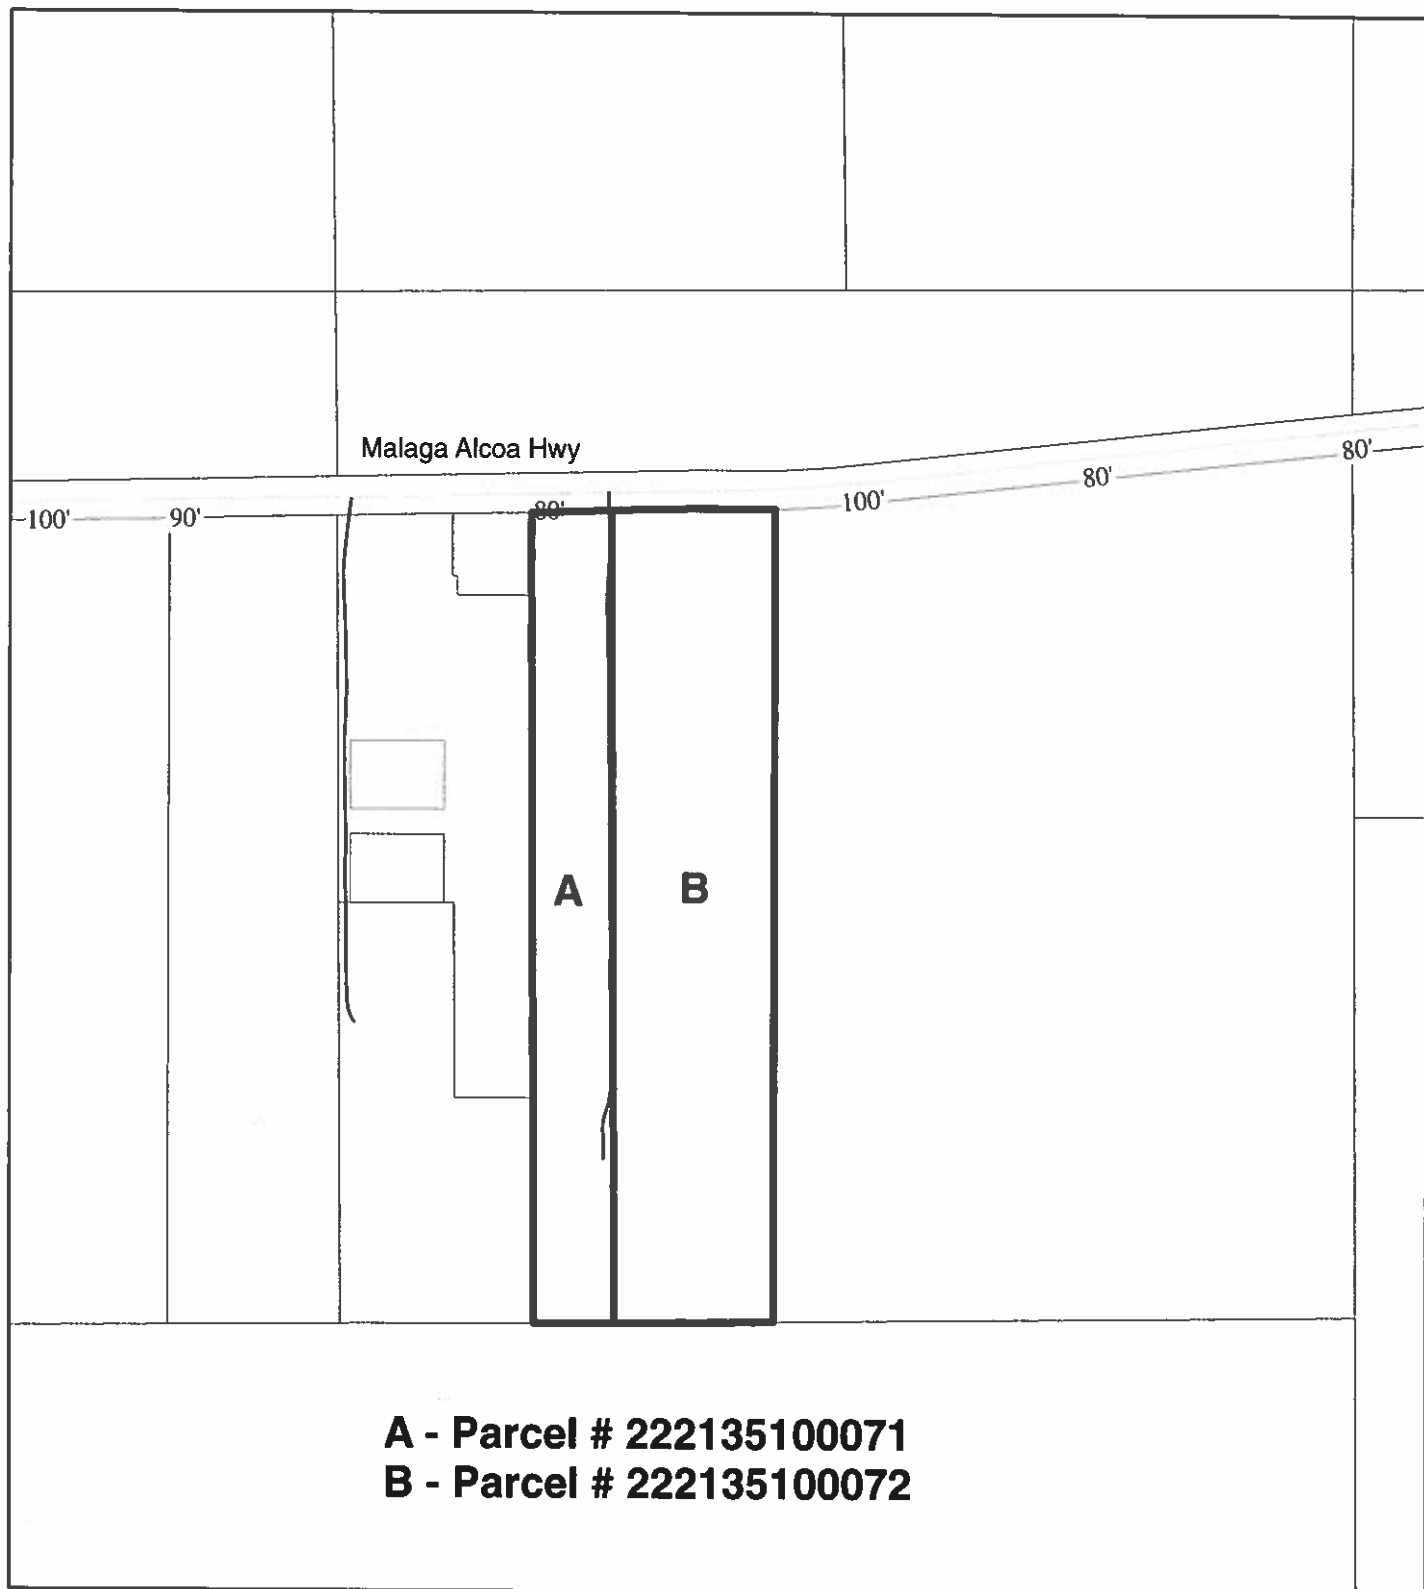 Malaga Alcoa Hwy
80'
80'
100'
100'
90'
80'
A
B
A - Parcel # 222135100071
B - Parcel # 222135100072